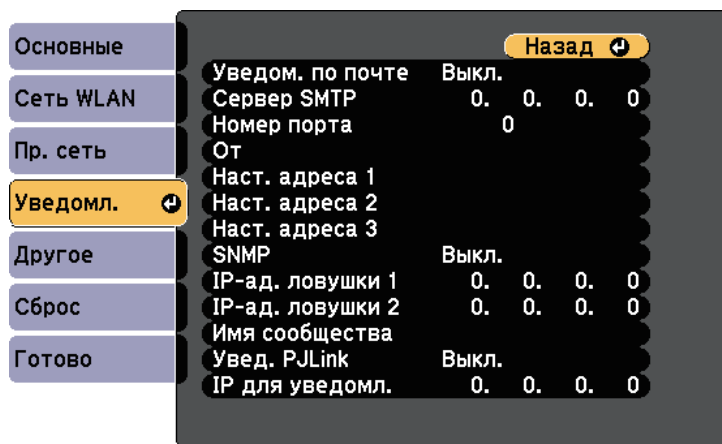 Основные
Сеть WLAN
Пр. сеть
Уведомл.
Другое
Сброс
Готово
Назад
Уведом. по почте Выкл.
Сервер SMTP 0. 0. 0. 0
Номер порта 0
От
Наст. адреса 1
Наст. адреса 2
Наст. адреса 3
SNMP Выкл.
IP-ад. ловушки 1 0. 0. 0. 0
IP-ад. ловушки 2 0. 0. 0. 0
Имя сообщества
Увед. PJLink Выкл.
IP для уведомл. 0. 0. 0. 0